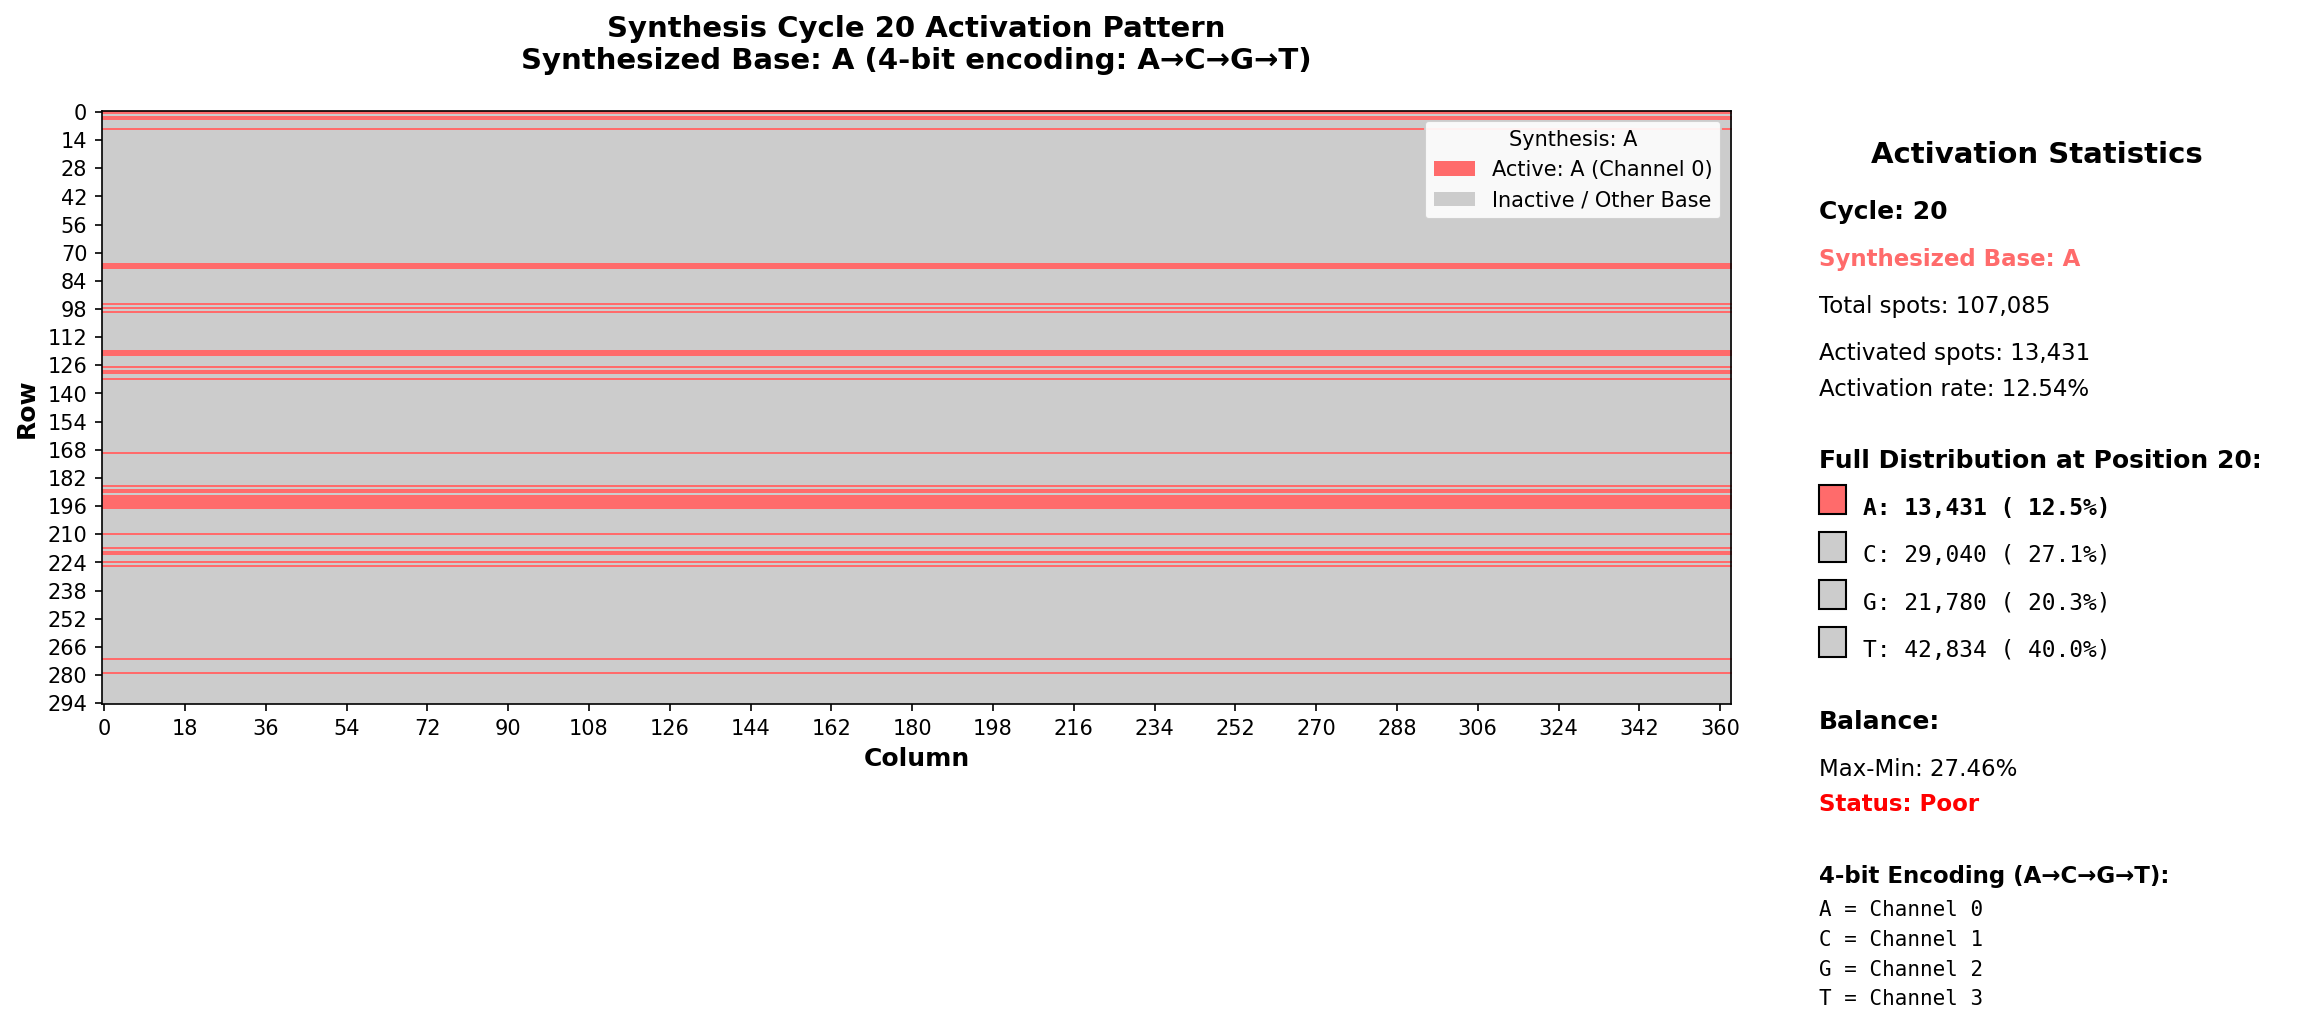 Synthesis Cycle 20 Activation Pattern
Synthesized Base: A (4-bit encoding: A→C→G→T)
Row
0
14
28
42
56
70
84
98
112
126
140
154
168
182
196
210
224
238
252
266
280
294
0 18 36 54 72 90 108 126 144 162 180 198 216 234 252 270 288 306 324 342 360
Column
Synthesis: A
Active: A (Channel 0)
Inactive / Other Base
Activation Statistics
Cycle: 20
Synthesized Base: A
Total spots: 107,085
Activated spots: 13,431
Activation rate: 12.54%
Full Distribution at Position 20:
A: 13,431 ( 12.5%)
C: 29,040 ( 27.1%)
G: 21,780 ( 20.3%)
T: 42,834 ( 40.0%)
Balance:
Max-Min: 27.46%
Status: Poor
4-bit Encoding (A→C→G→T):
A = Channel 0
C = Channel 1
G = Channel 2
T = Channel 3